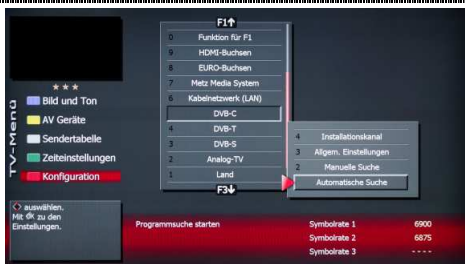 F1↑
0 Funktion für F1
9 HDMI-Buchsen
8 EURO-Buchsen
7 Metz Media System
6 Kabelnetzwerk (LAN)
DVB-C
4 DVB-T
3 DVB-S
2 Analog-TV
1 Land
F3↓
4 Installationskanal
3 Allgem. Einstellungen
2 Manuelle Suche
Automatische Suche
TV-Menü
★★★
Bild und Ton
AV Geräte
Sendertabelle
Zeiteinstellungen
Konfiguration
auswählen.
Mit OK zu den
Einstellungen.
Programmsuche starten
Symbolrate 1 6900
Symbolrate 2 6875
Symbolrate 3 ----